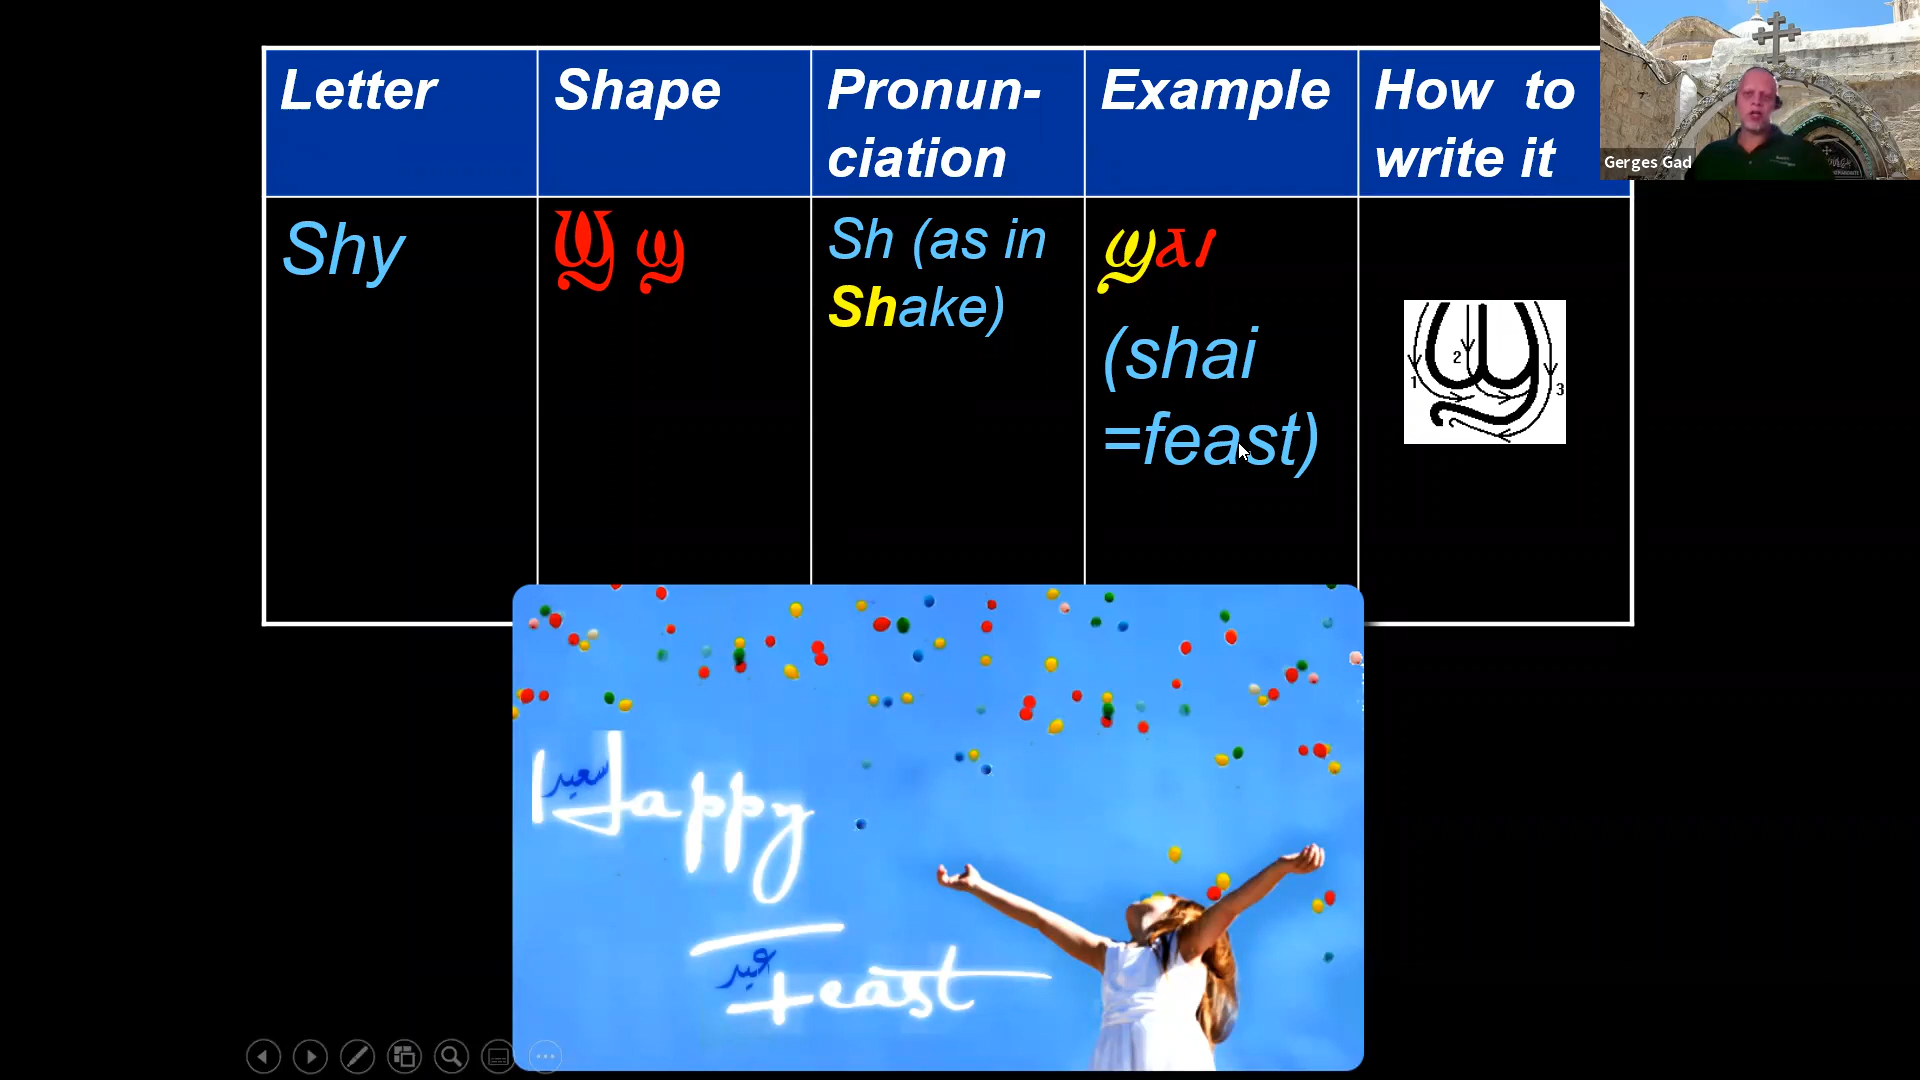 Letter
Shape
Pronun-
ciation
Example
How to
write it
Gerges Gad
Shy
Ϣ ϣ
Sh (as in
Shake)
ϣⲁⲓ
(shai
=feast)
1
2
3
سعيد
Happy
عيد
Feast